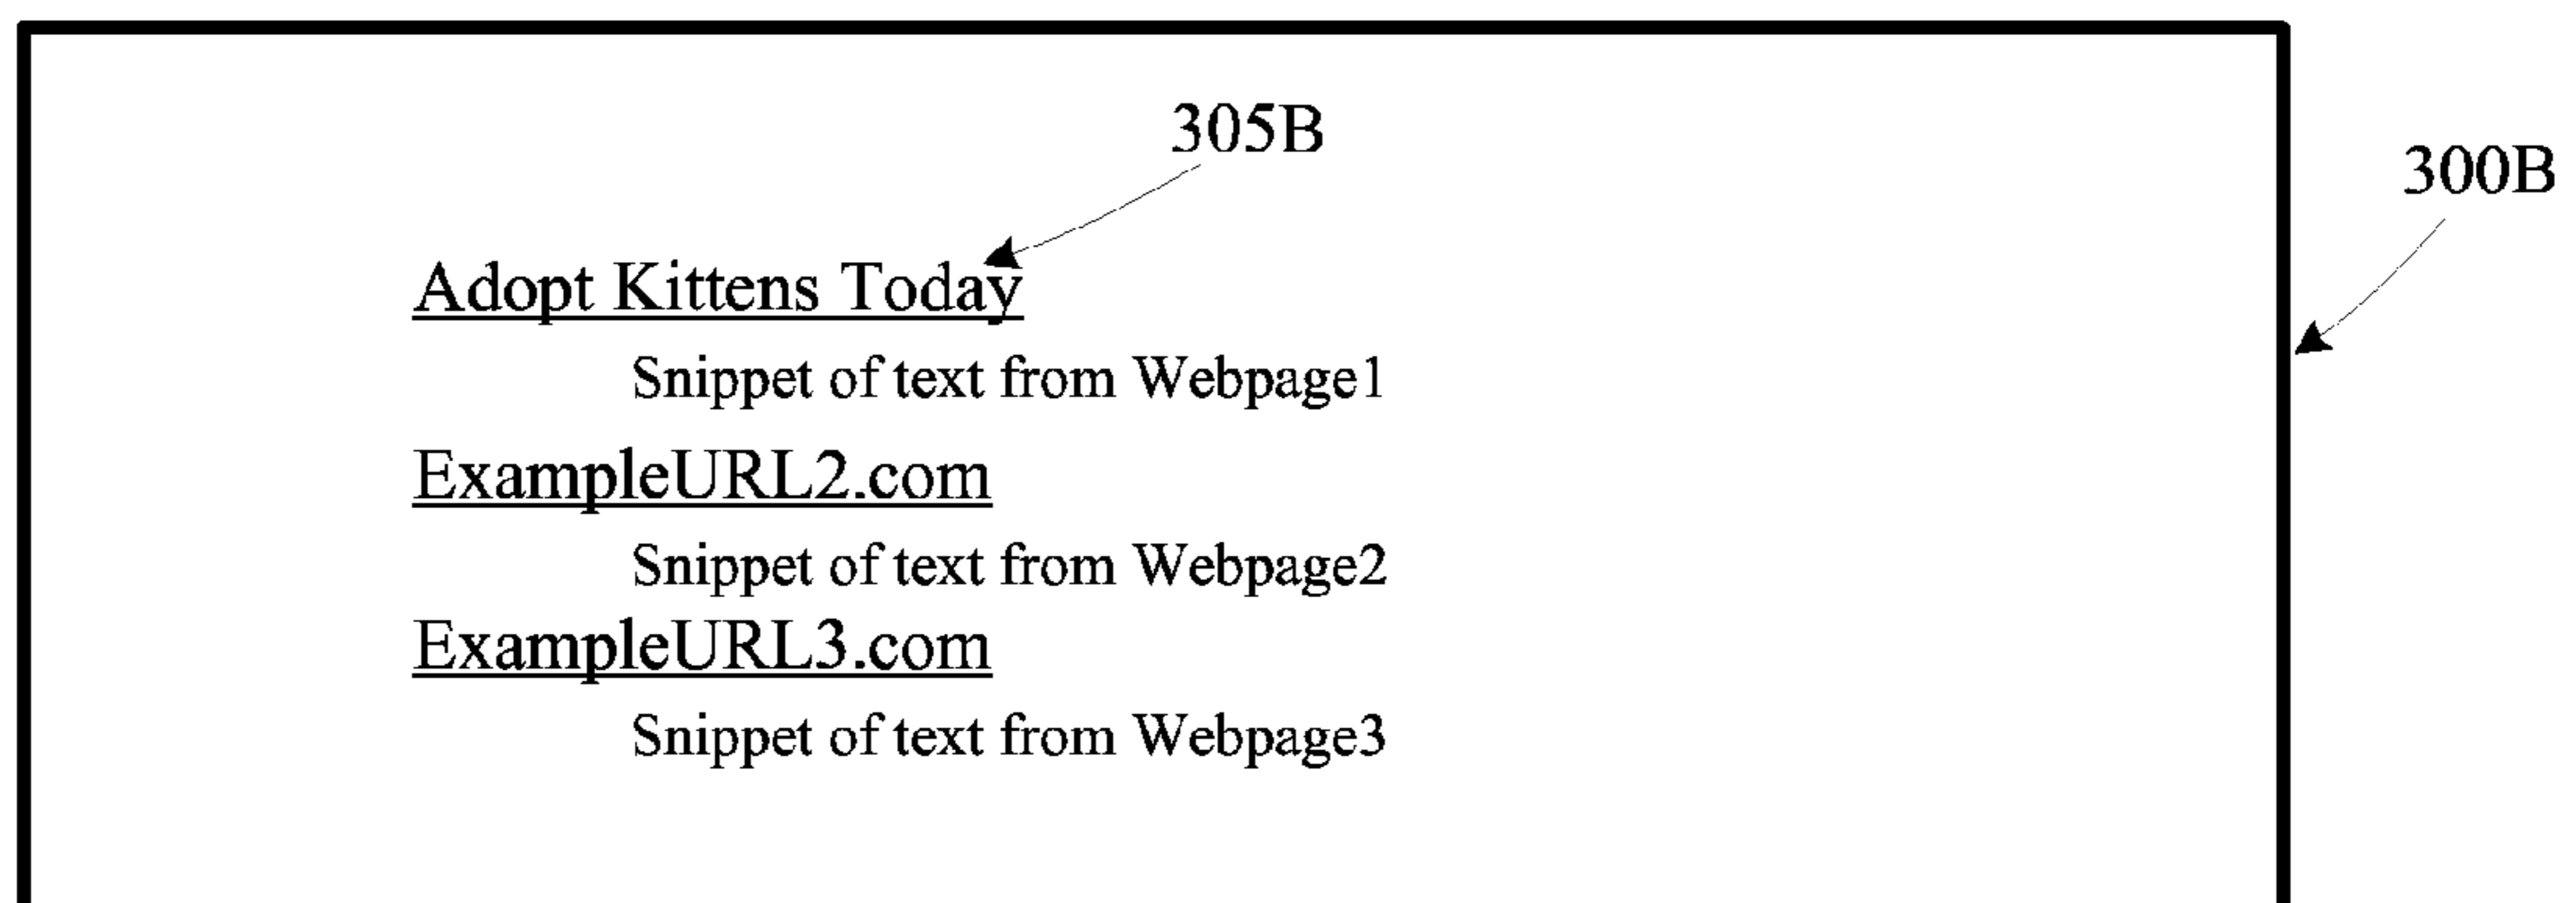 305B
300B
Adopt Kittens Today
Snippet of text from Webpage1
ExampleURL2.com
Snippet of text from Webpage2
ExampleURL3.com
Snippet of text from Webpage3